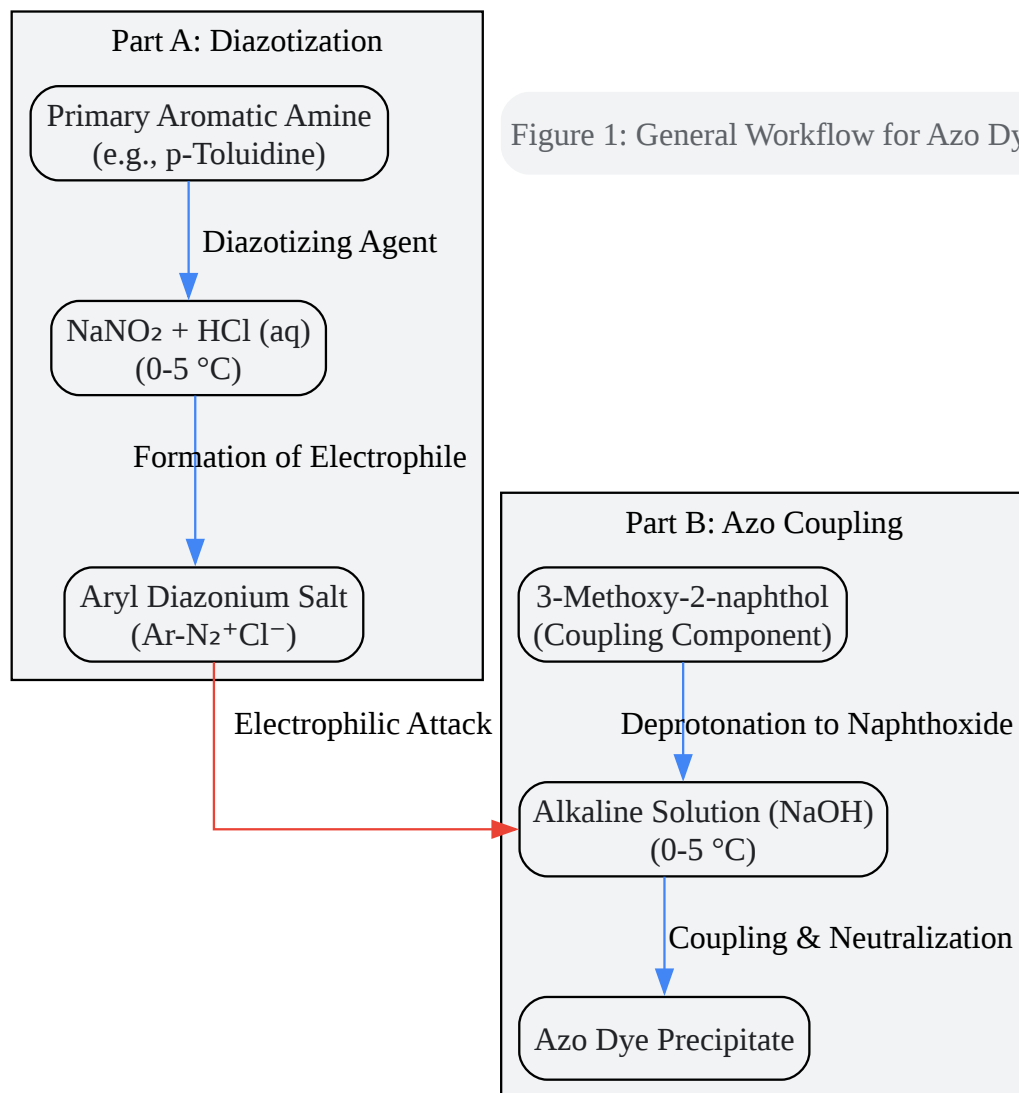 Part A: Diazotization
Primary Aromatic Amine
(e.g., p-Toluidine)
Diazotizing Agent
NaNO₂ + HCl (aq)
(0-5 °C)
Formation of Electrophile
Aryl Diazonium Salt
(Ar-N₂⁺Cl⁻)
Electrophilic Attack
Figure 1: General Workflow for Azo
Part B: Azo Coupling
3-Methoxy-2-naphthol
(Coupling Component)
Deprotonation to Naphthoxide
Alkaline Solution (NaOH)
(0-5 °C)
Coupling & Neutralization
Azo Dye Precipitate